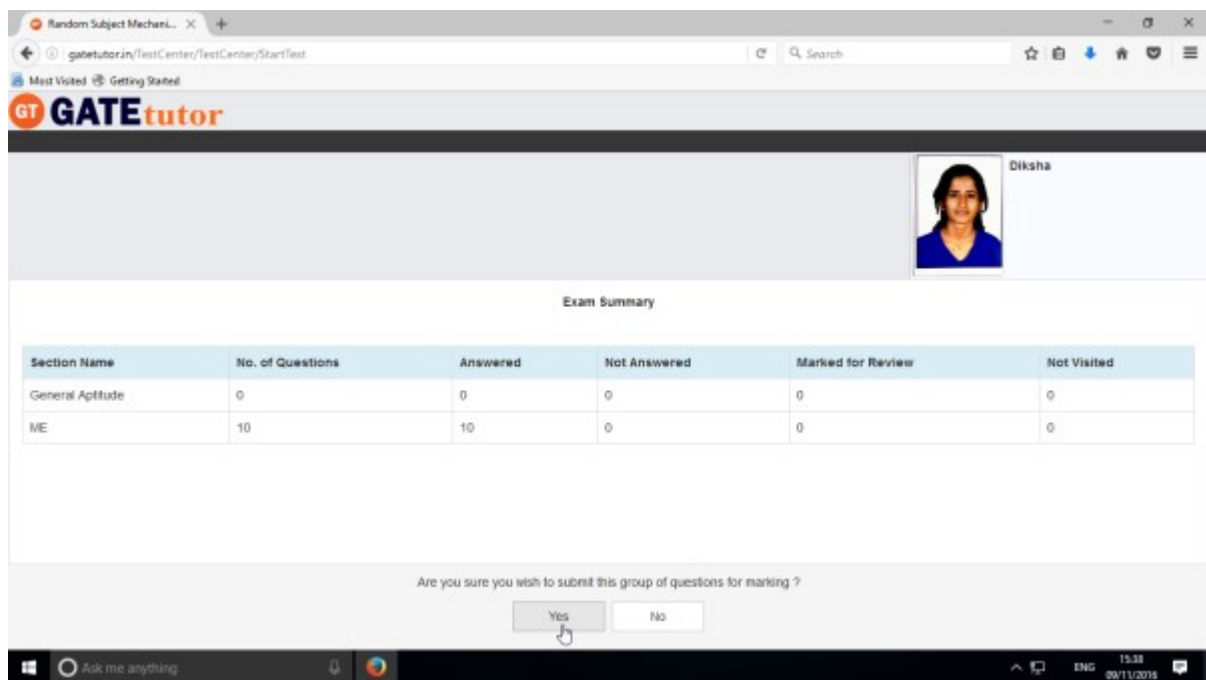 Random Subject Mechani...
gatetutor.in/TestCenter/TestCenter/StartTest
Search
Most Visited Getting Started
GT GATEtutor
Diksha
Exam Summary
Section Name No. of Questions Answered Not Answered Marked for Review Not Visited
General Aptitude 0 0 0 0 0
ME 10 10 0 0 0
Are you sure you wish to submit this group of questions for marking ?
Yes No
Ask me anything ENG 15:38
09/11/2016